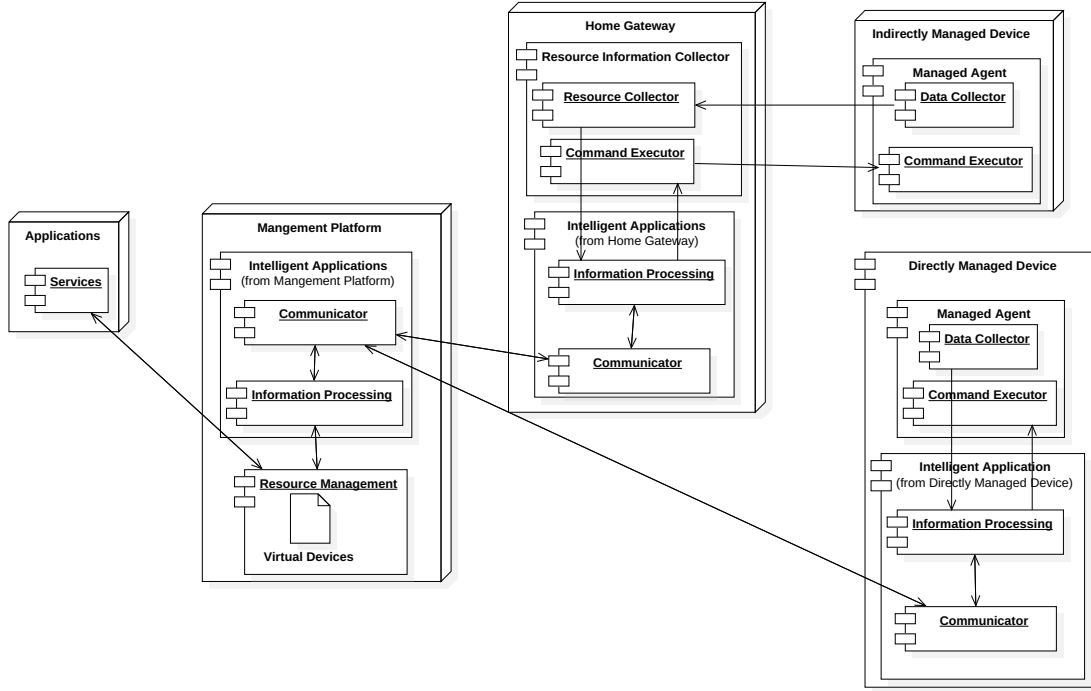 Home Gateway
Resource Information Collector
Resource Collector
Command Executor
Intelligent Applications
(from Home Gateway)
Information Processing
Communicator
Indirectly Managed Device
Managed Agent
Data Collector
Command Executor
Applications
Services
Mangement Platform
Intelligent Applications
(from Mangement Platform)
Communicator
Information Processing
Resource Management
Virtual Devices
Directly Managed Device
Managed Agent
Data Collector
Command Executor
Intelligent Application
(from Directly Managed Device)
Information Processing
Communicator